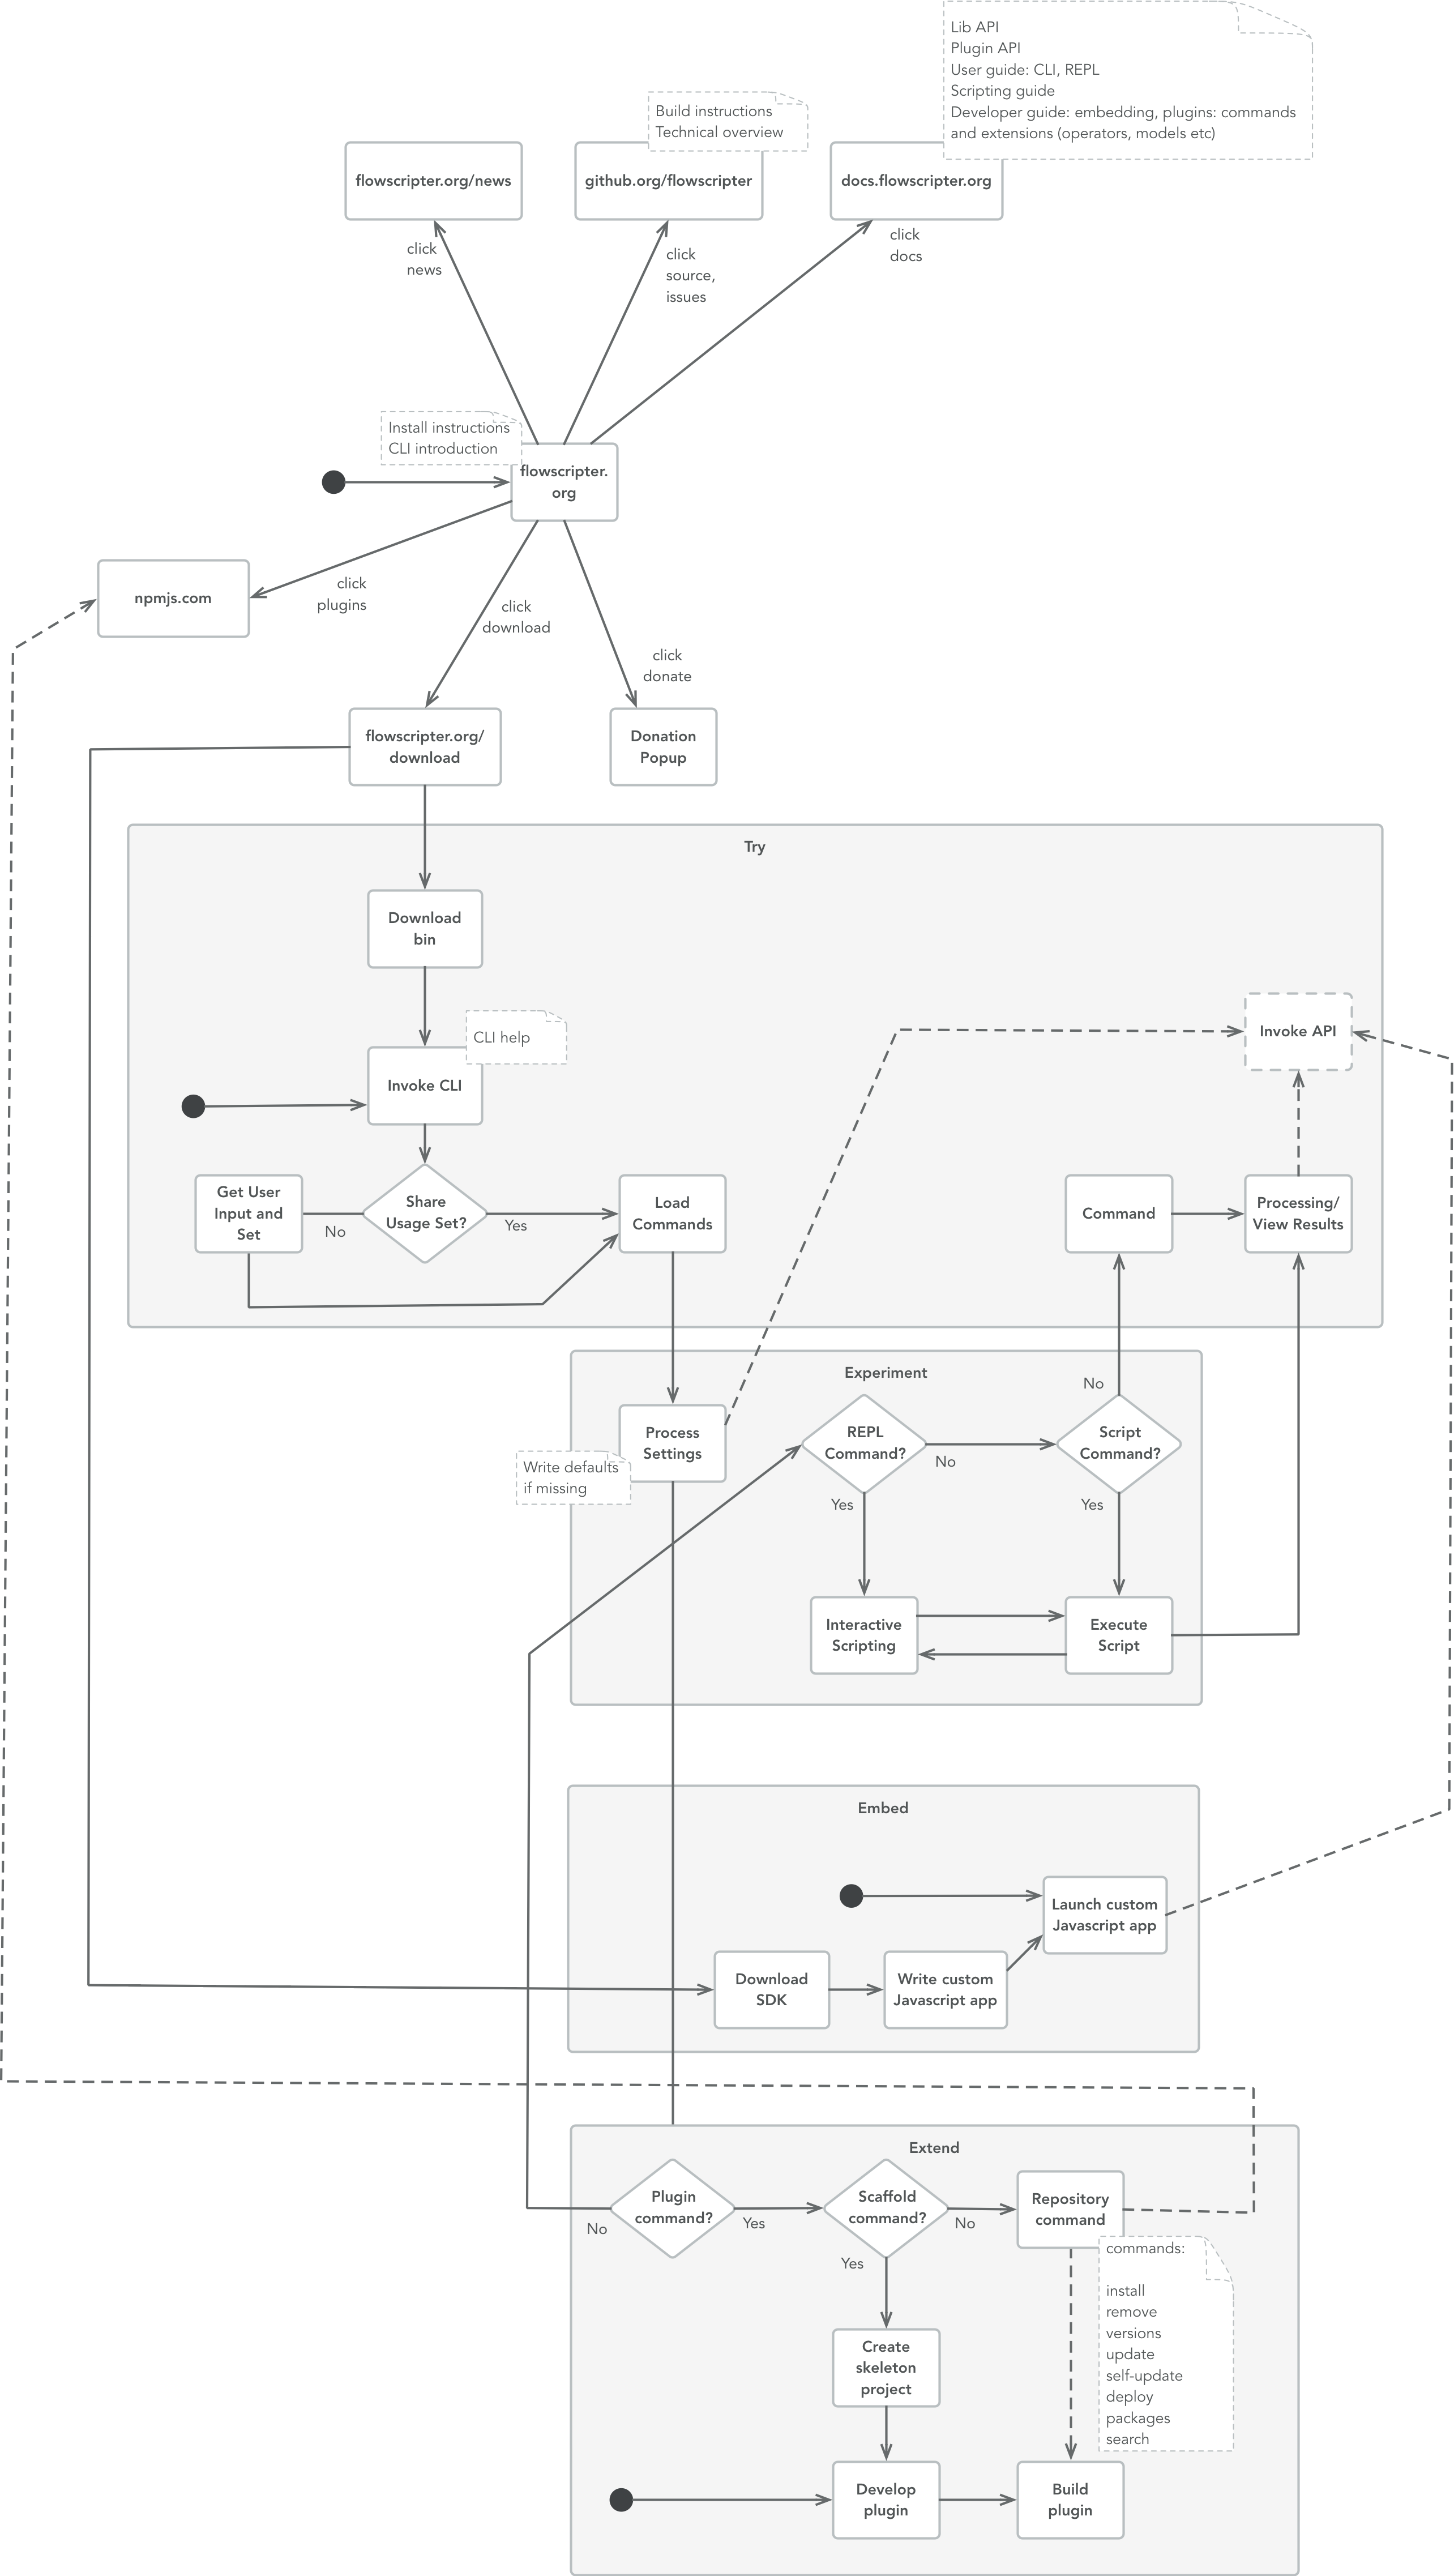 Lib API
Plugin API
User guide: CLI, REPL
Scripting guide
Developer guide: embedding, plugins: commands
and extensions (operators, models etc)
Build instructions
Technical overview
flowscripter.org/news
github.org/flowscripter
docs.flowscripter.org
click
news
click
source,
issues
click
docs
Install instructions
CLI introduction
flowscripter.
org
npmjs.com
click
plugins
click
download
click
donate
flowscripter.org/
download
Donation
Popup
Try
Download
bin
CLI help
Invoke CLI
Invoke API
Get User
Input and
Set
No
Share
Usage Set?
Yes
Load
Commands
Command
Processing/
View Results
Experiment
Process
Settings
Write defaults
if missing
REPL
Command?
No
Yes
No
Script
Command?
Yes
Interactive
Scripting
Execute
Script
Embed
Launch custom
Javascript app
Download
SDK
Write custom
Javascript app
Extend
Plugin
command?
No
Yes
Scaffold
command?
No
Yes
Repository
command
commands:
install
remove
versions
update
self-update
deploy
packages
search
Create
skeleton
project
Develop
plugin
Build
plugin